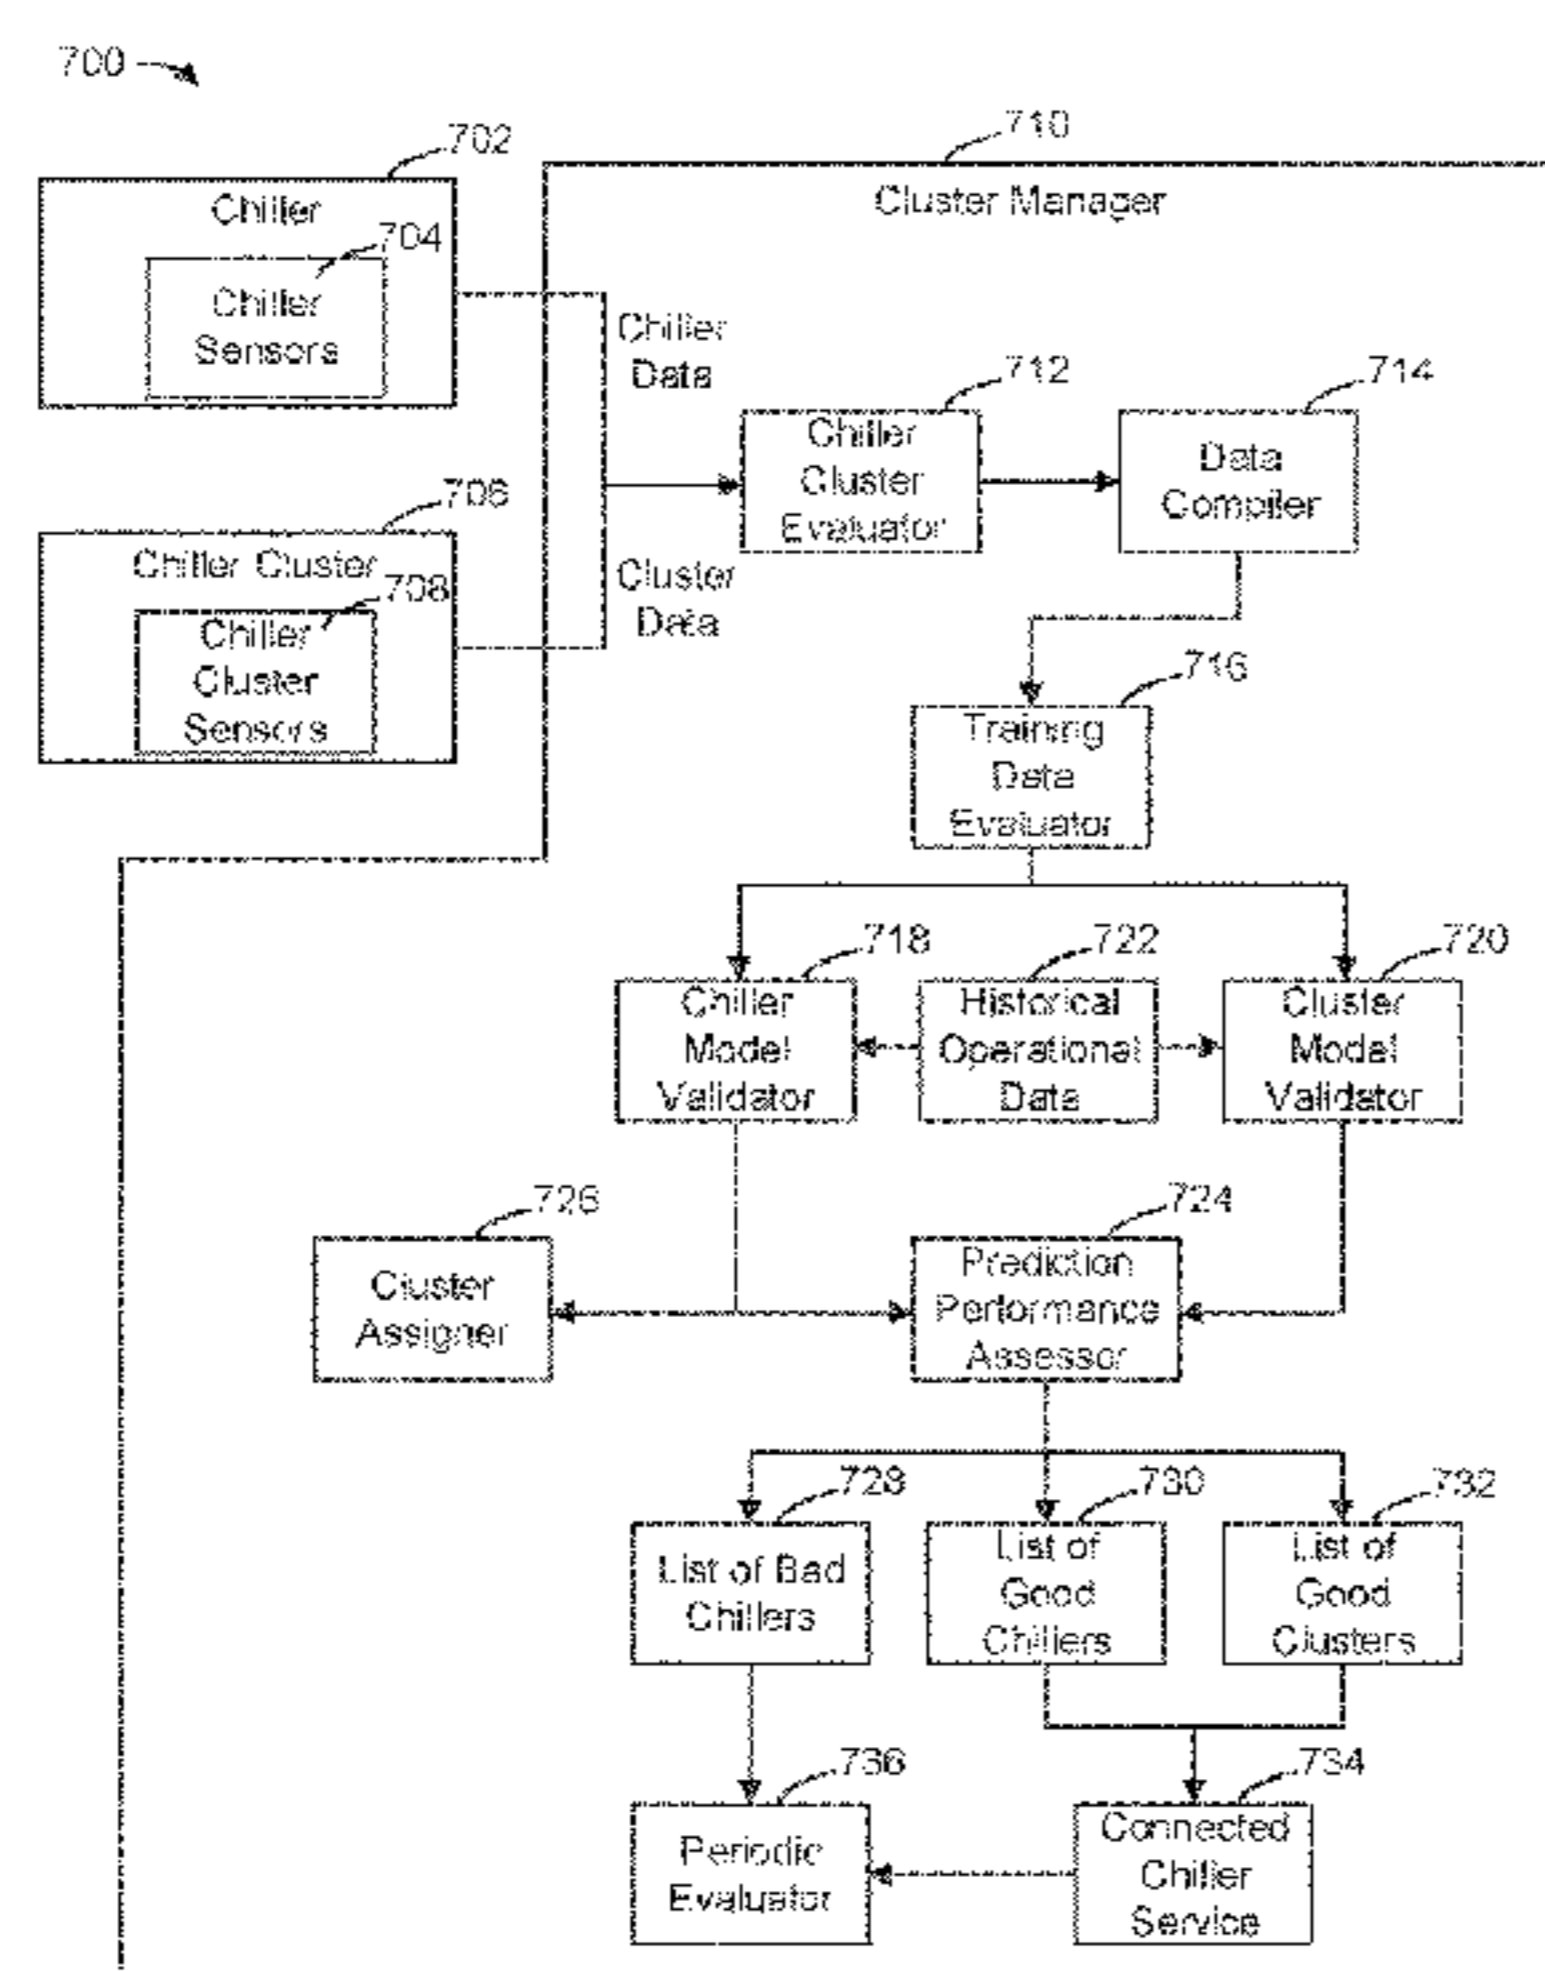 700
702
710
Chiller
Cluster Manager
704
Chiller
Sensors
Chiller
Data
712
714
Chiller
Cluster
Evaluator
Data
Compiler
706
Chiller Cluster
708
Chiller
Cluster
Sensors
Cluster
Data
716
Training
Data
Evaluator
718
722
720
Chiller
Model
Validator
Historical
Operational
Data
Cluster
Model
Validator
726
724
Cluster
Assigner
Prediction
Performance
Assessor
728
730
732
List of Bad
Chillers
List of
Good
Chillers
List of
Good
Clusters
736
734
Periodic
Evaluator
Connected
Chiller
Service